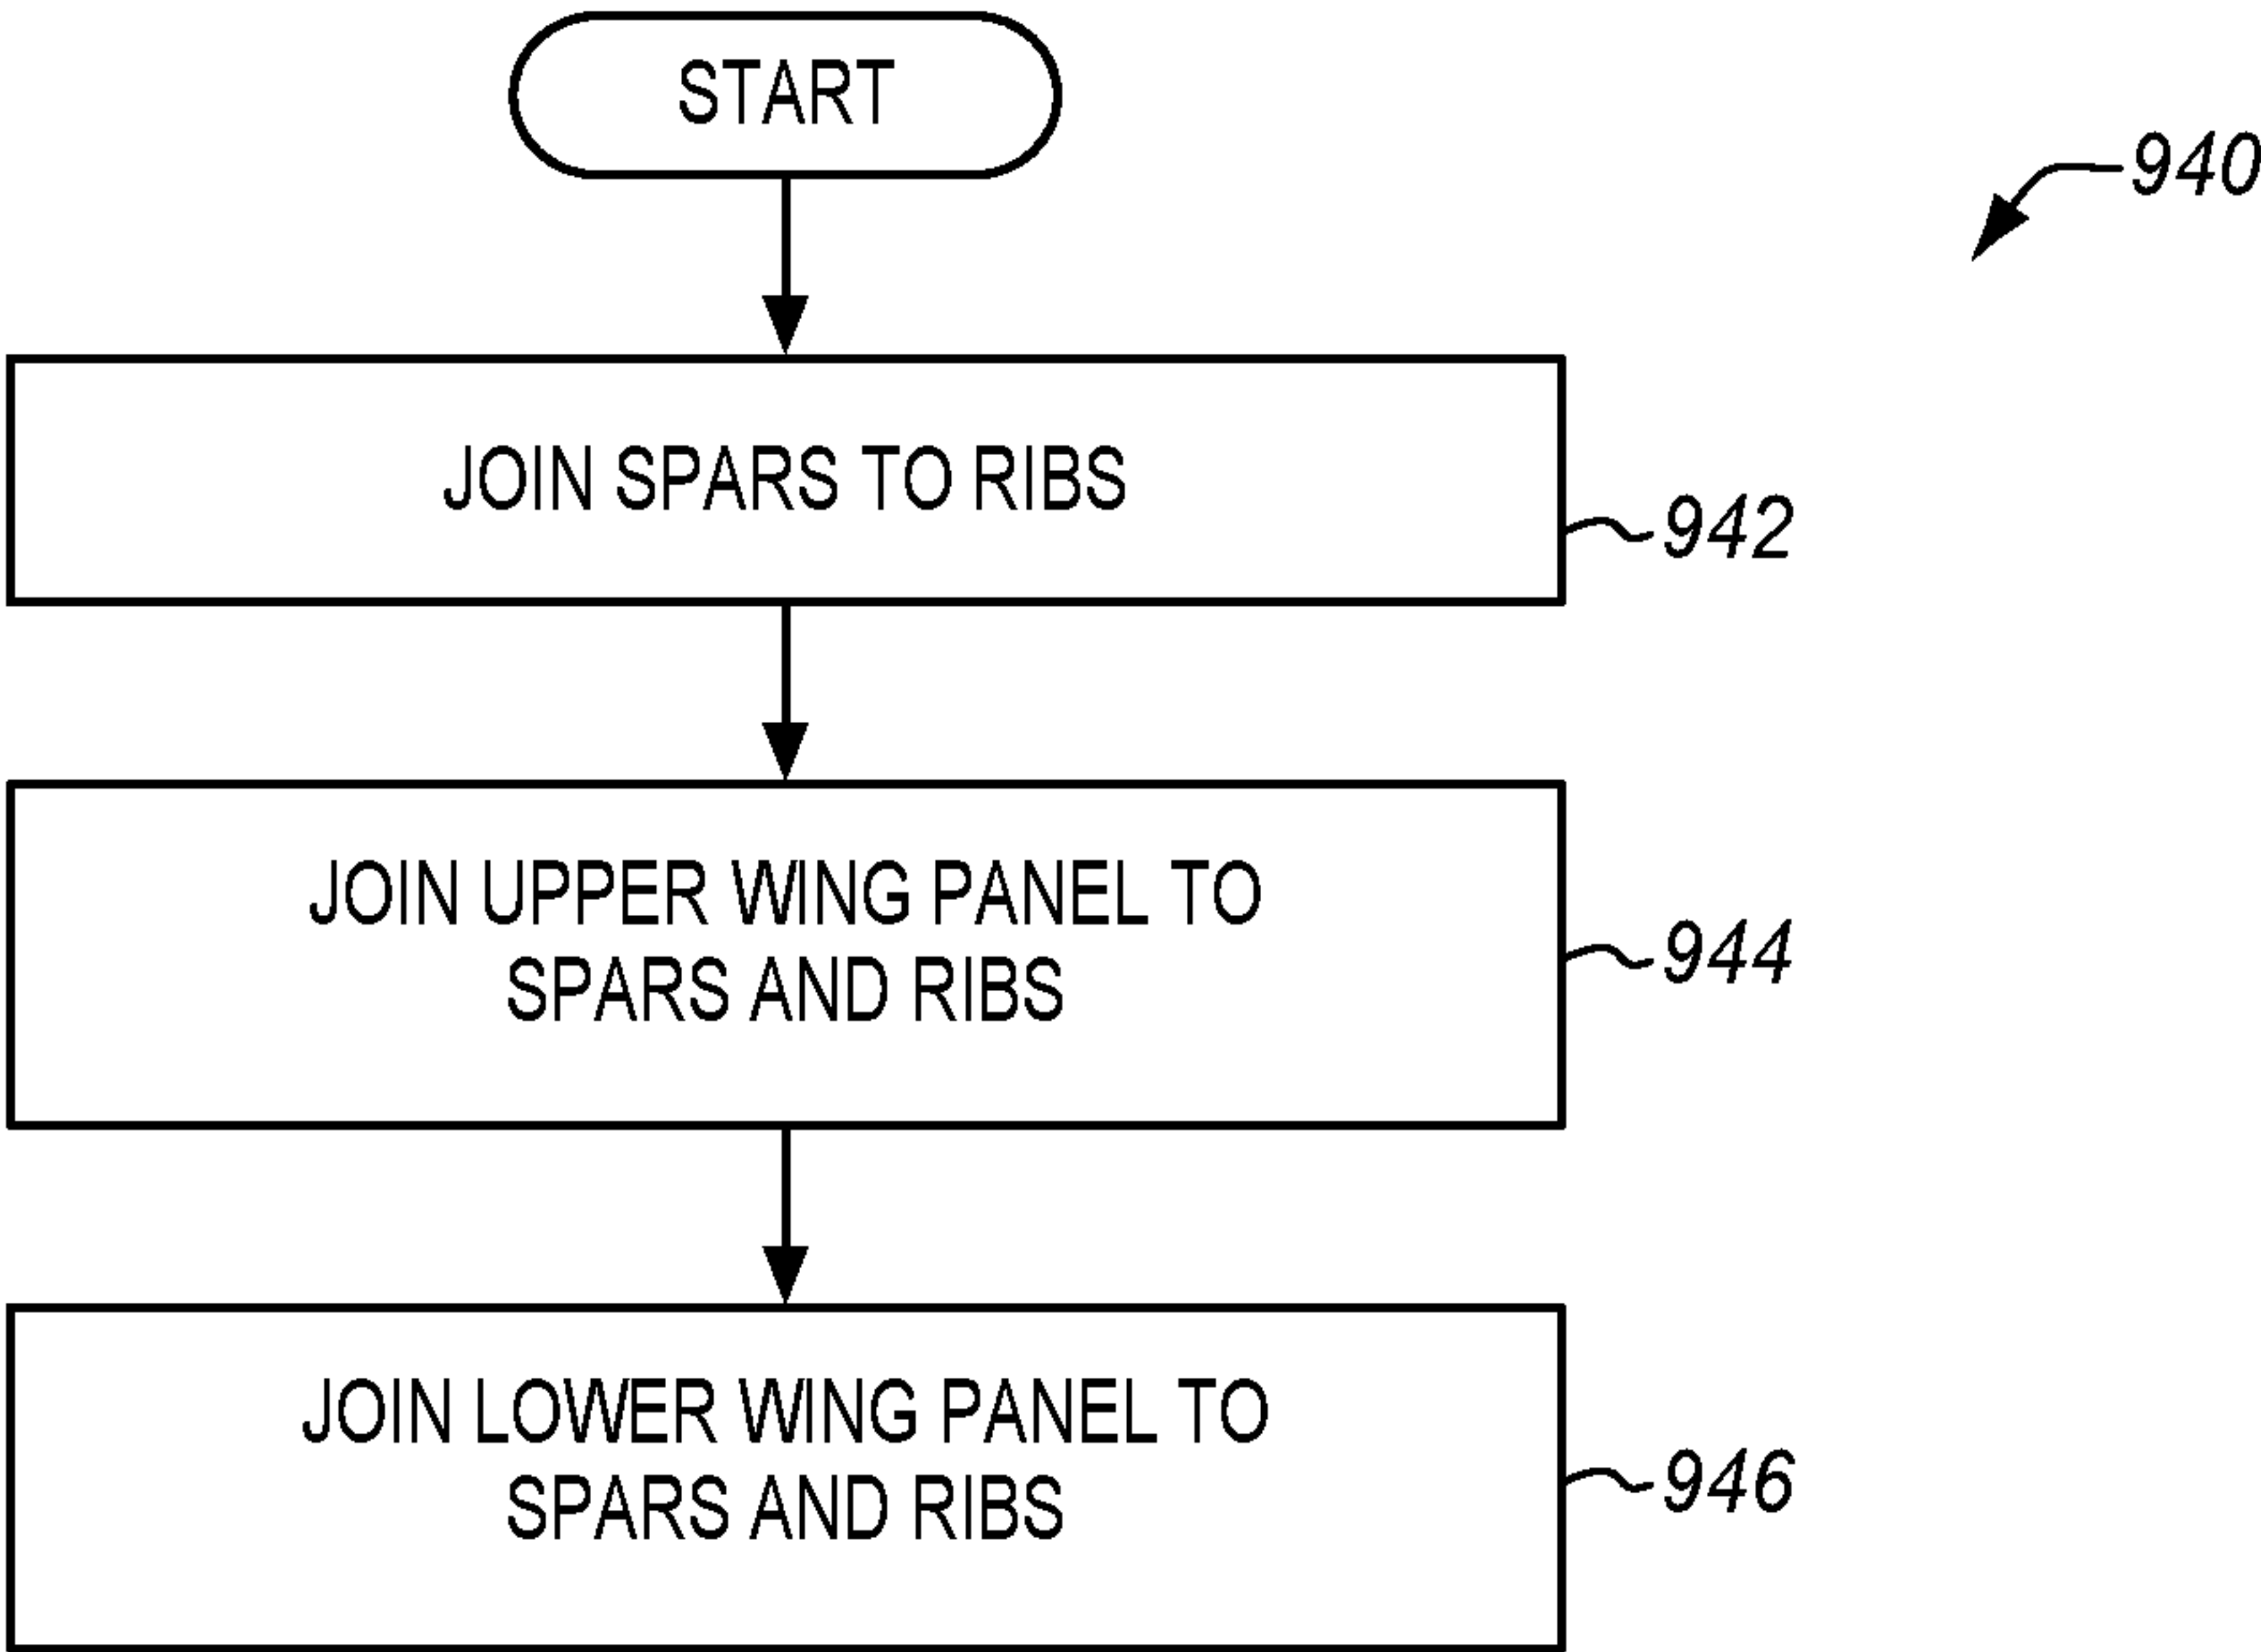 START
940
JOIN SPARS TO RIBS
942
JOIN UPPER WING PANEL TO
SPARS AND RIBS
944
JOIN LOWER WING PANEL TO
SPARS AND RIBS
946